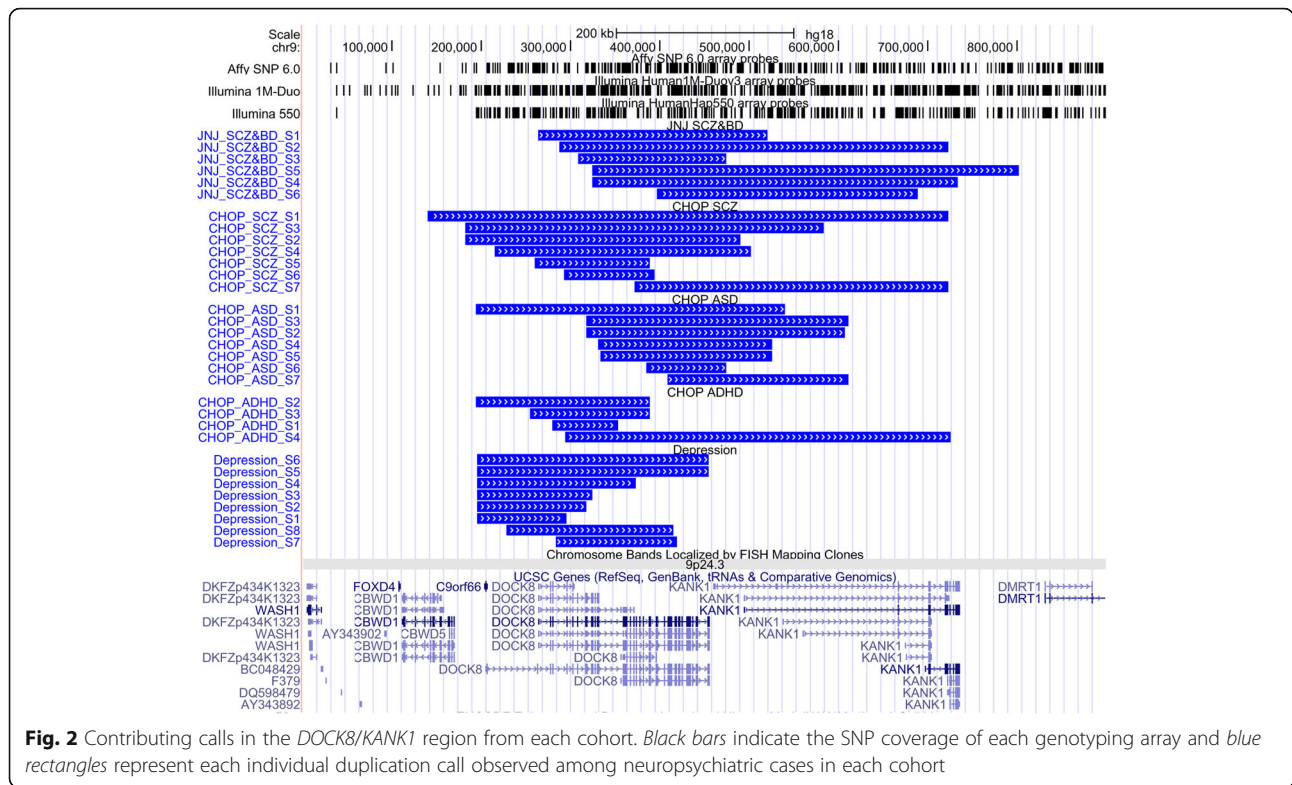 Scale 200 kb hg18
chr9: 100,000 200,000 300,000 400,000 500,000 600,000 700,000 800,000
Affy SNP 6.0 array probes
Affy SNP 6.0
Illumina Human1M-Duov3 array probes
Illumina 1M-Duo
Illumina HumanHap550 array probes
Illumina 550
JNJ SCZ&BD
JNJ_SCZ&BD_S1
JNJ_SCZ&BD_S2
JNJ_SCZ&BD_S3
JNJ_SCZ&BD_S5
JNJ_SCZ&BD_S4
JNJ_SCZ&BD_S6
CHOP SCZ
CHOP_SCZ_S1
CHOP_SCZ_S3
CHOP_SCZ_S2
CHOP_SCZ_S4
CHOP_SCZ_S5
CHOP_SCZ_S6
CHOP_SCZ_S7
CHOP ASD
CHOP_ASD_S1
CHOP_ASD_S3
CHOP_ASD_S2
CHOP_ASD_S4
CHOP_ASD_S5
CHOP_ASD_S6
CHOP_ASD_S7
CHOP ADHD
CHOP_ADHD_S2
CHOP_ADHD_S3
CHOP_ADHD_S1
CHOP_ADHD_S4
Depression
Depression_S6
Depression_S5
Depression_S4
Depression_S3
Depression_S2
Depression_S1
Depression_S8
Depression_S7
Chromosome Bands Localized by FISH Mapping Clones
9p24.3
UCSC Genes (RefSeq, GenBank, tRNAs & Comparative Genomics)
DKFZp434K1323 FOXD4 C9orf66 DOCK8 KANK1 DMRT1
DKFZp434K1323 CBWD1 DOCK8 KANK1 DMRT1
WASH1 CBWD1 DOCK8 KANK1
DKFZp434K1323 CBWD1 DOCK8 KANK1
WASH1 AY343902 CBWD5 DOCK8 KANK1
WASH1 CBWD1 DOCK8 KANK1
DKFZp434K1323 CBWD1 DOCK8 KANK1
BC048429 DOCK8 KANK1
F379 DOCK8 KANK1
DQ598479 KANK1
AY343892 KANK1
Fig. 2 Contributing calls in the DOCK8/KANK1 region from each cohort. Black bars indicate the SNP coverage of each genotyping array and blue
rectangles represent each individual duplication call observed among neuropsychiatric cases in each cohort